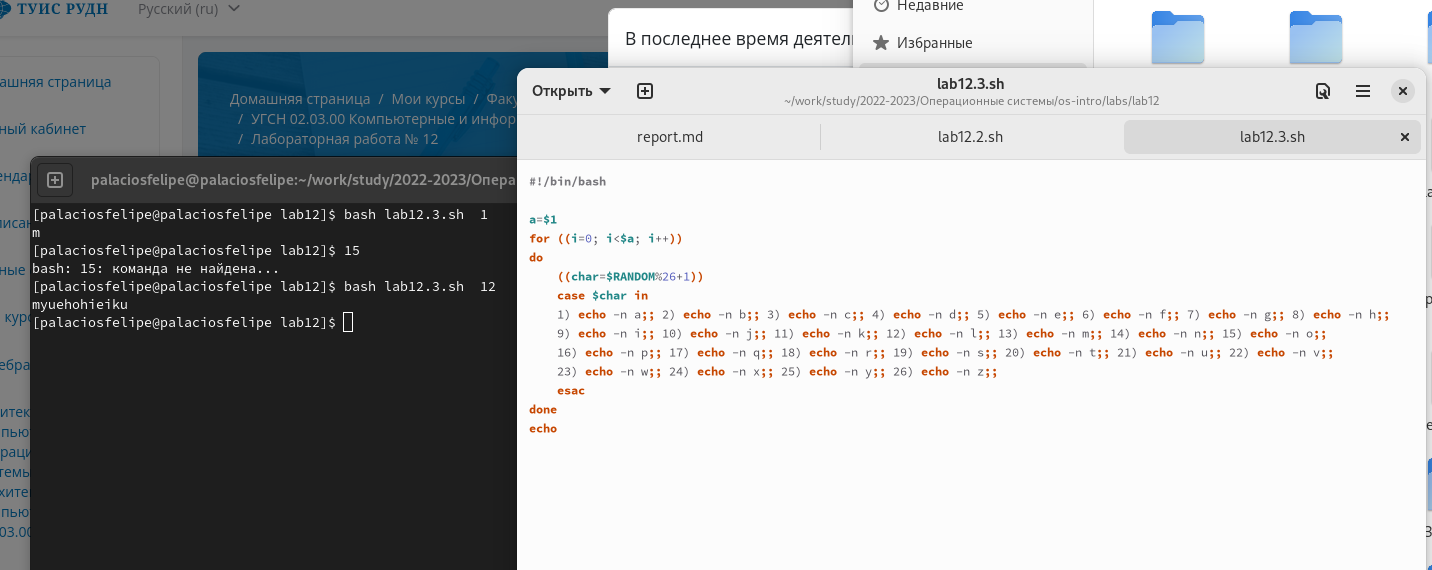 ТУИС РУДН
Русский (ru)
Недавние
В последнее время
Избранные
Домашняя страница / Мои курсы /
/ УГСН 02.03.00 Компьютерные и
/ Лабораторная работа № 12
страница
кабинет
Открыть
lab12.3.sh
~/work/study/2022-2023/Операционные системы/os-intro/labs/lab12
report.md
lab12.2.sh
lab12.3.sh
palaciosfelipe@palaciosfelipe:~/work/study/2022-2023/Опера
[palaciosfelipe@palaciosfelipe lab12]$ bash lab12.3.sh  1
m
[palaciosfelipe@palaciosfelipe lab12]$ 15
bash: 15: команда не найдена...
[palaciosfelipe@palaciosfelipe lab12]$ bash lab12.3.sh  12
myuehohieiku
[palaciosfelipe@palaciosfelipe lab12]$
#!/bin/bash
a=$1
for ((i=0; i<$a; i++))
do
((char=$RANDOM%26+1))
case $char in
1) echo -n a;; 2) echo -n b;; 3) echo -n c;; 4) echo -n d;; 5) echo -n e;; 6) echo -n f;; 7) echo -n g;; 8) echo -n h;;
9) echo -n i;; 10) echo -n j;; 11) echo -n k;; 12) echo -n l;; 13) echo -n m;; 14) echo -n n;; 15) echo -n o;;
16) echo -n p;; 17) echo -n q;; 18) echo -n r;; 19) echo -n s;; 20) echo -n t;; 21) echo -n u;; 22) echo -n v;;
23) echo -n w;; 24) echo -n x;; 25) echo -n y;; 26) echo -n z;;
esac
done
echo